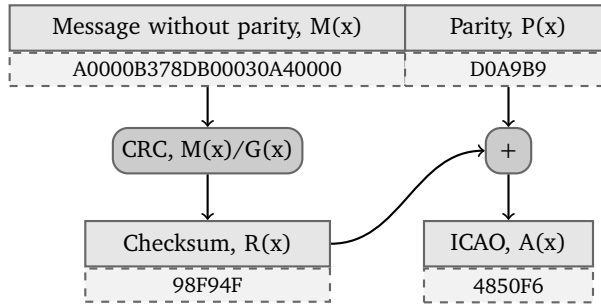 Message without parity, M(x) Parity, P(x)
A0000B378DB00030A40000 D0A9B9
CRC, M(x)/G(x) +
Checksum, R(x) ICAO, A(x)
98F94F 4850F6